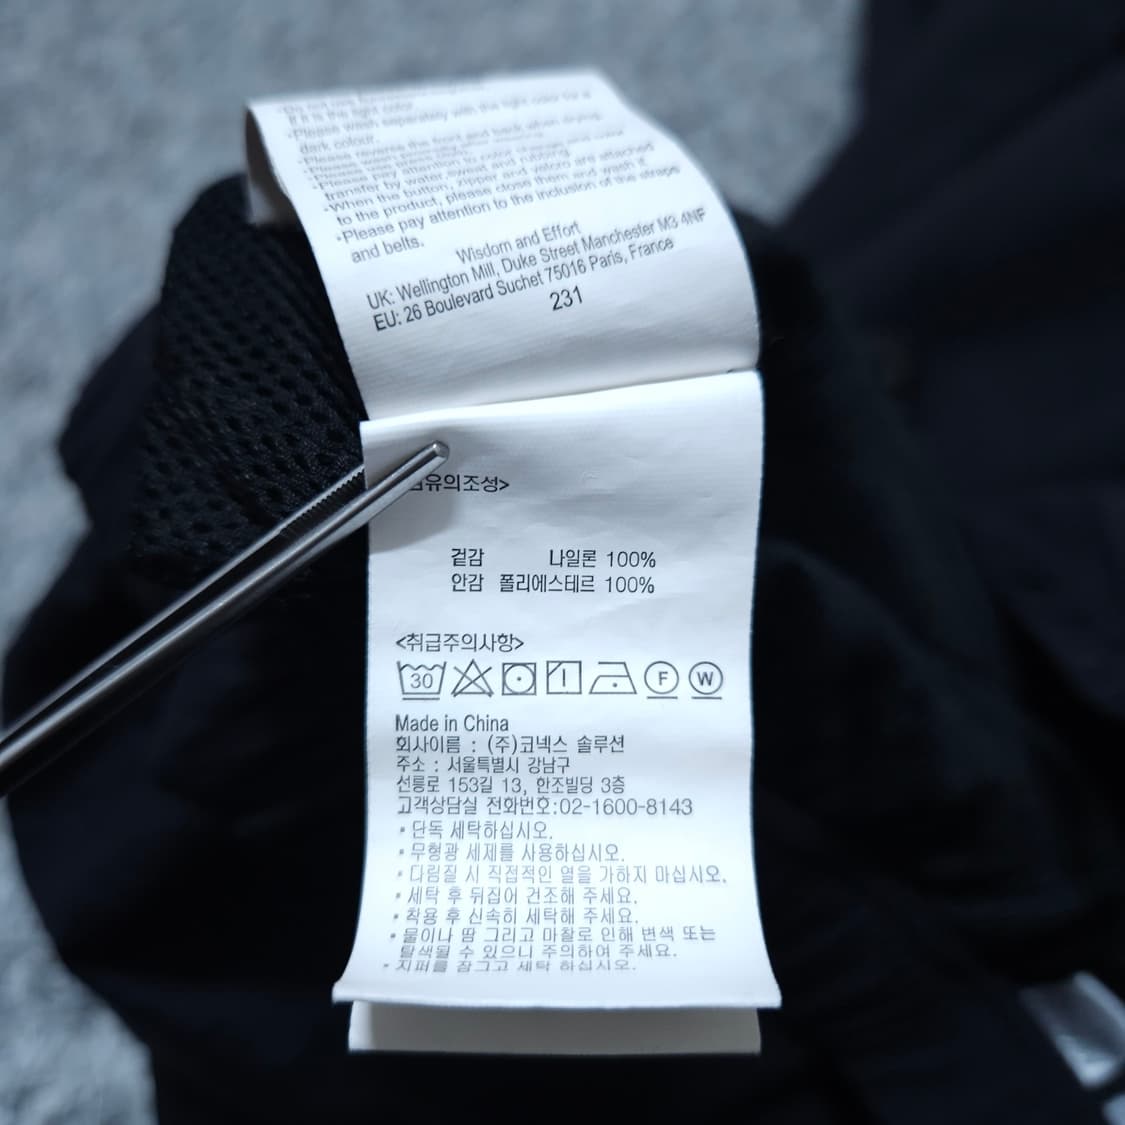 if it is the light color.
-Please wash separately with the light color for a
dark colour.
-Please reverse the front and back when drying.
-Please pay attention to color change and color
transfer by water,sweat and rubbing.
-When the button, zipper and velcro are attached
to the product, please close them and wash it
-Please pay attention to the inclusion of the straps
and belts.
Wisdom and Effort
UK: Wellington Mill, Duke Street Manchester M3 4NF
EU: 26 Boulevard Suchet 75016 Paris, France
231
유의조성>
겉감 나일론 100%
안감 폴리에스테르 100%
<취급주의사항>
30 F W
Made in China
회사이름 : (주)코넥스 솔루션
주소 : 서울특별시 강남구
선릉로 153길 13, 한조빌딩 3층
고객상담실 전화번호:02-1600-8143
• 단독 세탁하십시오.
• 무형광 세제를 사용하십시오.
• 다림질 시 직접적인 열을 가하지 마십시오.
• 세탁 후 뒤집어 건조해 주세요.
• 착용 후 신속히 세탁해 주세요.
• 물이나 땀 그리고 마찰로 인해 변색 또는
탈색될 수 있으니 주의하여 주세요.
• 지퍼를 잠그고 세탁 하십시오.